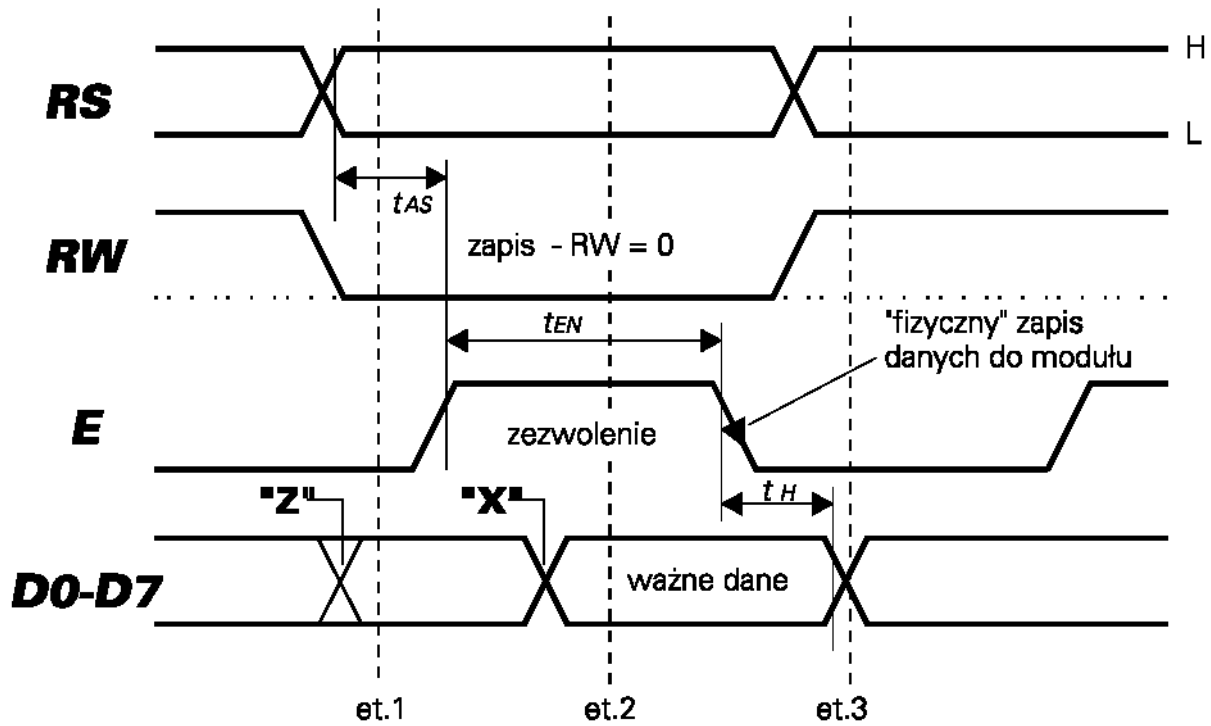 RS
H
L
tAS
RW
zapis - RW = 0
tEN
"fizyczny" zapis
danych do modułu
E
zezwolenie
"Z"
"X"
t H
D0-D7
ważne dane
et.1
et.2
et.3